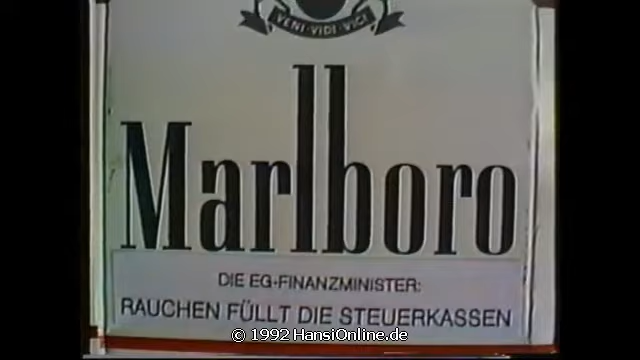 VENI·VIDI·VICI
Marlboro
DIE EG-FINANZMINISTER:
RAUCHEN FÜLLT DIE STEUERKASSEN
© 1992 HansiOnline.de